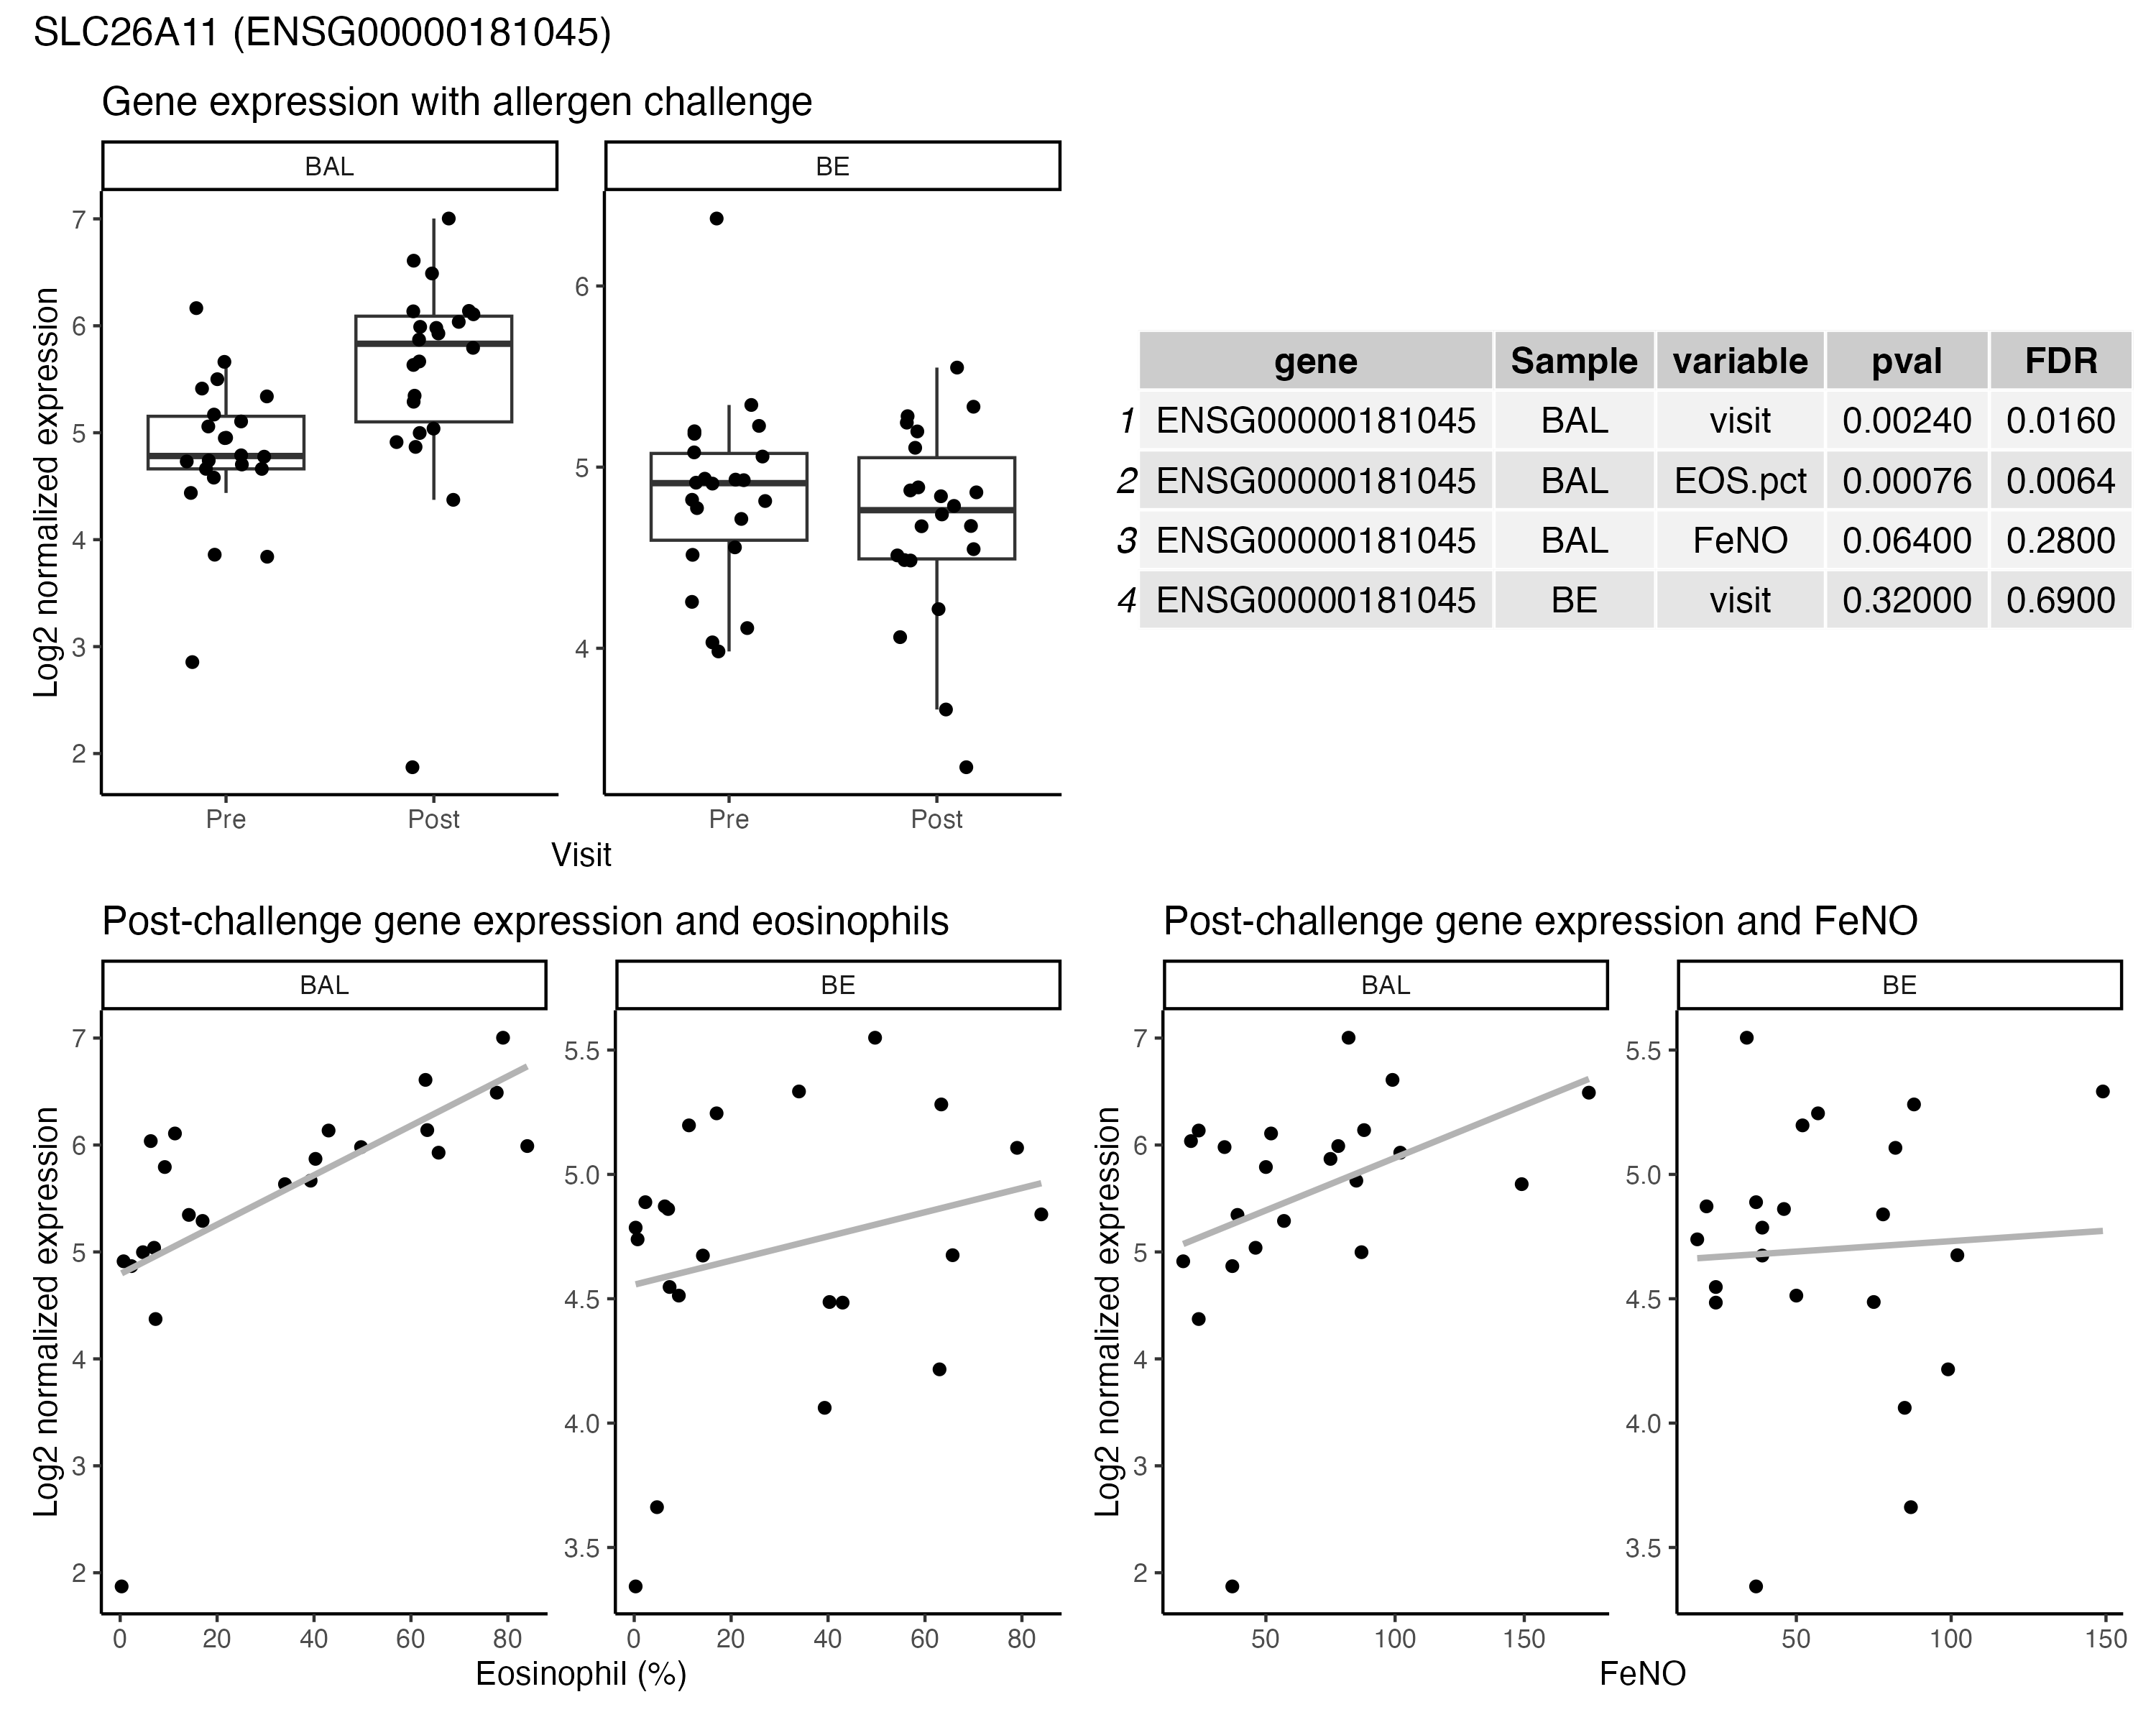 SLC26A11 (ENSG00000181045)
Gene expression with allergen challenge
BAL BE
Log2 normalized expression
7
6
5
4
3
2
6
5
4
Pre Post Pre Post
Visit
gene Sample variable pval FDR
1 ENSG00000181045 BAL visit 0.00240 0.0160
2 ENSG00000181045 BAL EOS.pct 0.00076 0.0064
3 ENSG00000181045 BAL FeNO 0.06400 0.2800
4 ENSG00000181045 BE visit 0.32000 0.6900
Post-challenge gene expression and eosinophils
BAL BE
Log2 normalized expression
7
6
5
4
3
2
5.5
5.0
4.5
4.0
3.5
0 20 40 60 80 0 20 40 60 80
Eosinophil (%)
Post-challenge gene expression and FeNO
BAL BE
Log2 normalized expression
7
6
5
4
3
2
5.5
5.0
4.5
4.0
3.5
50 100 150 50 100 150
FeNO